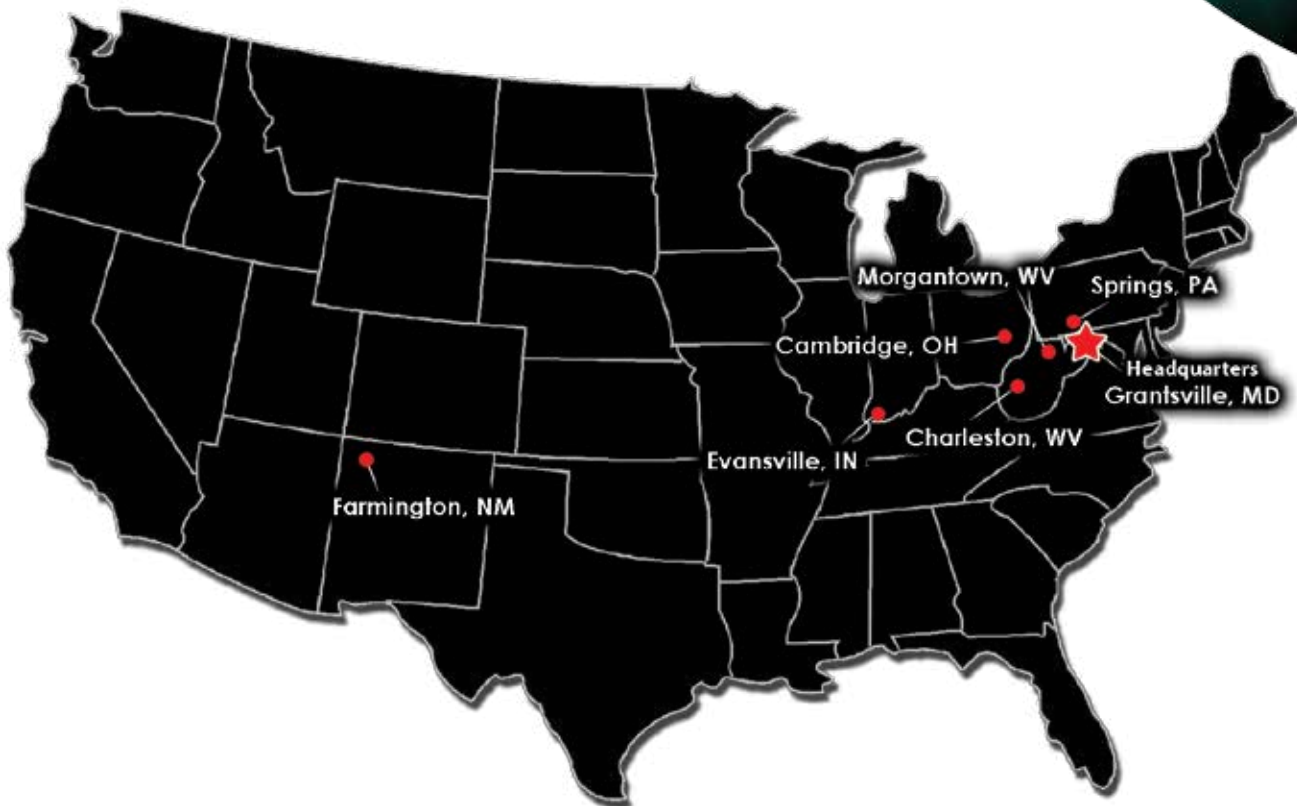 Morgantown, WV
Springs, PA
Cambridge, OH
Headquarters
Grantsville, MD
Charleston, WV
Evansville, IN
Farmington, NM